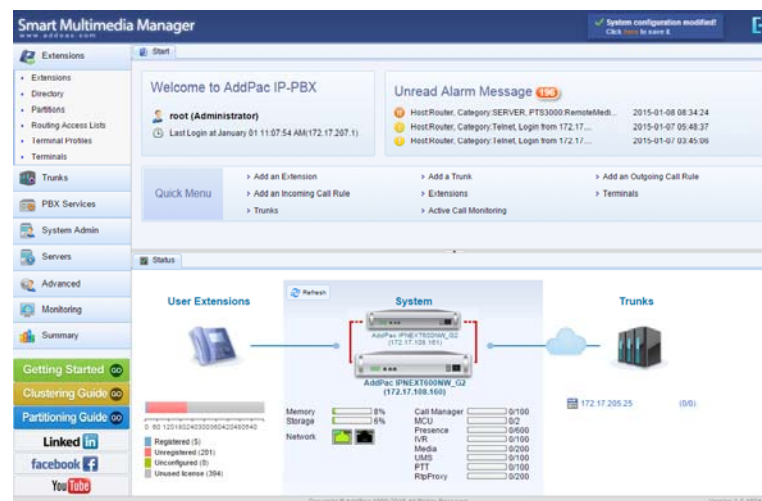 Smart Multimedia Manager
www.addpac.com
System configuration modified!
Click here to save it
Extensions
Extensions
Directory
Partitions
Routing Access Lists
Terminal Profiles
Terminals
Trunks
PBX Services
System Admin
Servers
Advanced
Monitoring
Summary
Getting Started GO
Clustering Guide GO
Partitioning Guide GO
Linked in
facebook f
You Tube
Start
Welcome to AddPac IP-PBX
root (Administrator)
Last Login at January 01 11:07:54 AM(172.17.207.1)
Unread Alarm Message 196
Host:Router, Category:SERVER_PTS3000:RemoteMedi... 2015-01-08 08:34:24
Host:Router, Category:Telnet, Login from 172.17.... 2015-01-07 05:48:37
Host:Router, Category:Telnet, Login from 172.17.... 2015-01-07 03:45:06
Quick Menu
Add an Extension
Add a Trunk
Add an Outgoing Call Rule
Add an Incoming Call Rule
Extensions
Terminals
Trunks
Active Call Monitoring
Status
Refresh
User Extensions
System
Trunks
AddPac IPNEXT600NW_G2
(172.17.108.161)
AddPac IPNEXT600NW_G2
(172.17.108.160)
172.17.205.25 (0/0)
0 60 120180240300360420480540
Registered (5)
Unregistered (201)
Unconfigured (0)
Unused license (394)
Memory 8%
Storage 6%
Network
Call Manager 0/100
MCU 0/2
Presence 0/600
IVR 0/100
Media 0/200
UMS 0/100
PTT 0/100
RtpProxy 0/200